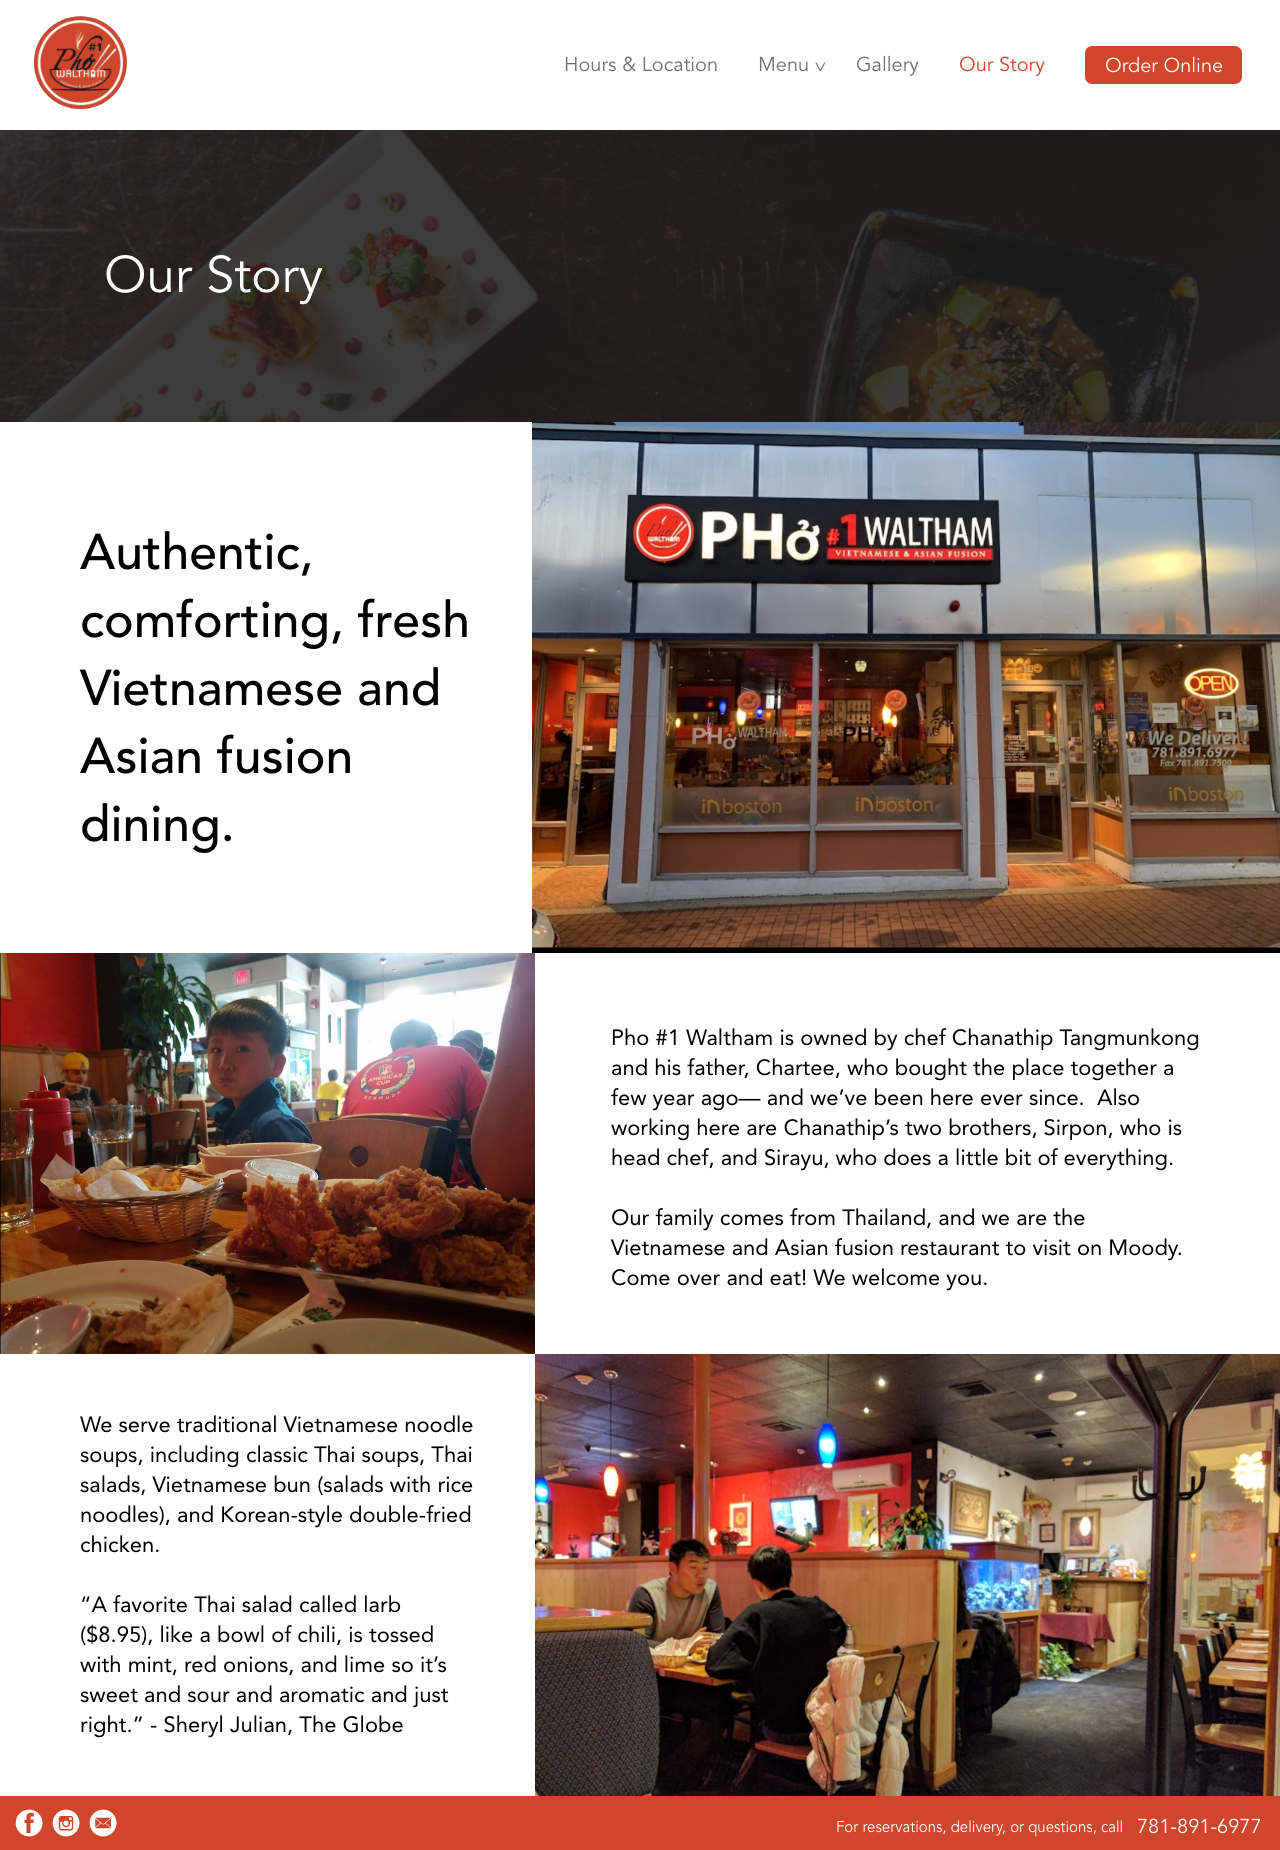 #1
Phở
WALTHAM
Hours & Location
Menu ˅
Gallery
Our Story
Order Online
Our Story
Authentic,
comforting, fresh
Vietnamese and
Asian fusion
dining.
Phở
WALTHAM
PHở #1 WALTHAM
VIETNAMESE & ASIAN FUSION
OPEN
PHở WALTHAM
PHở
We Deliver
781.891.6977
Fax 781.891.7500
inboston
inboston
inboston
AMERICA'S
CUP
BERMUDA
Pho #1 Waltham is owned by chef Chanathip Tangmunkong
and his father, Chartee, who bought the place together a
few year ago— and we’ve been here ever since.  Also
working here are Chanathip’s two brothers, Sirpon, who is
head chef, and Sirayu, who does a little bit of everything.
Our family comes from Thailand, and we are the
Vietnamese and Asian fusion restaurant to visit on Moody.
Come over and eat! We welcome you.
We serve traditional Vietnamese noodle
soups, including classic Thai soups, Thai
salads, Vietnamese bun (salads with rice
noodles), and Korean-style double-fried
chicken.
“A favorite Thai salad called larb
($8.95), like a bowl of chili, is tossed
with mint, red onions, and lime so it’s
sweet and sour and aromatic and just
right.” - Sheryl Julian, The Globe
For reservations, delivery, or questions, call 781-891-6977